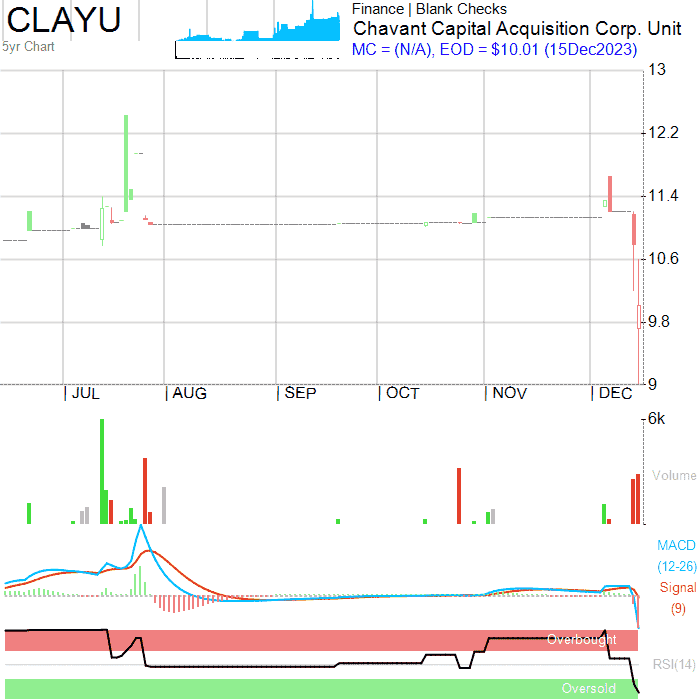 CLAYU
5yr Chart
Finance | Blank Checks
Chavant Capital Acquisition Corp. Unit
MC = (N/A), EOD = $10.01 (15Dec2023)
13
12.2
11.4
10.6
9.8
9
| JUL | AUG | SEP | OCT | NOV | DEC
6k
Volume
MACD
(12-26)
Signal
(9)
Overbought
RSI(14)
Oversold